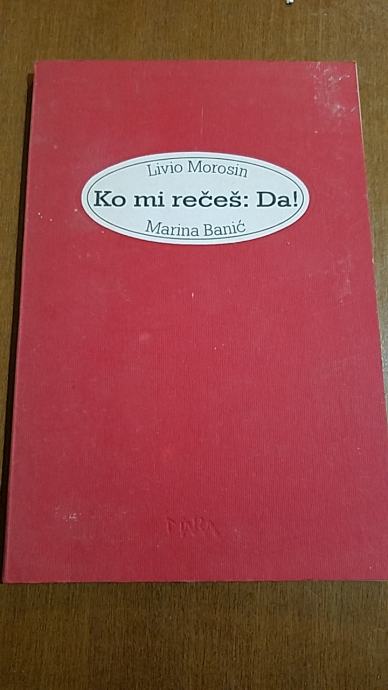 Livio Morosin
Ko mi rečeš: Da!
Marina Banić